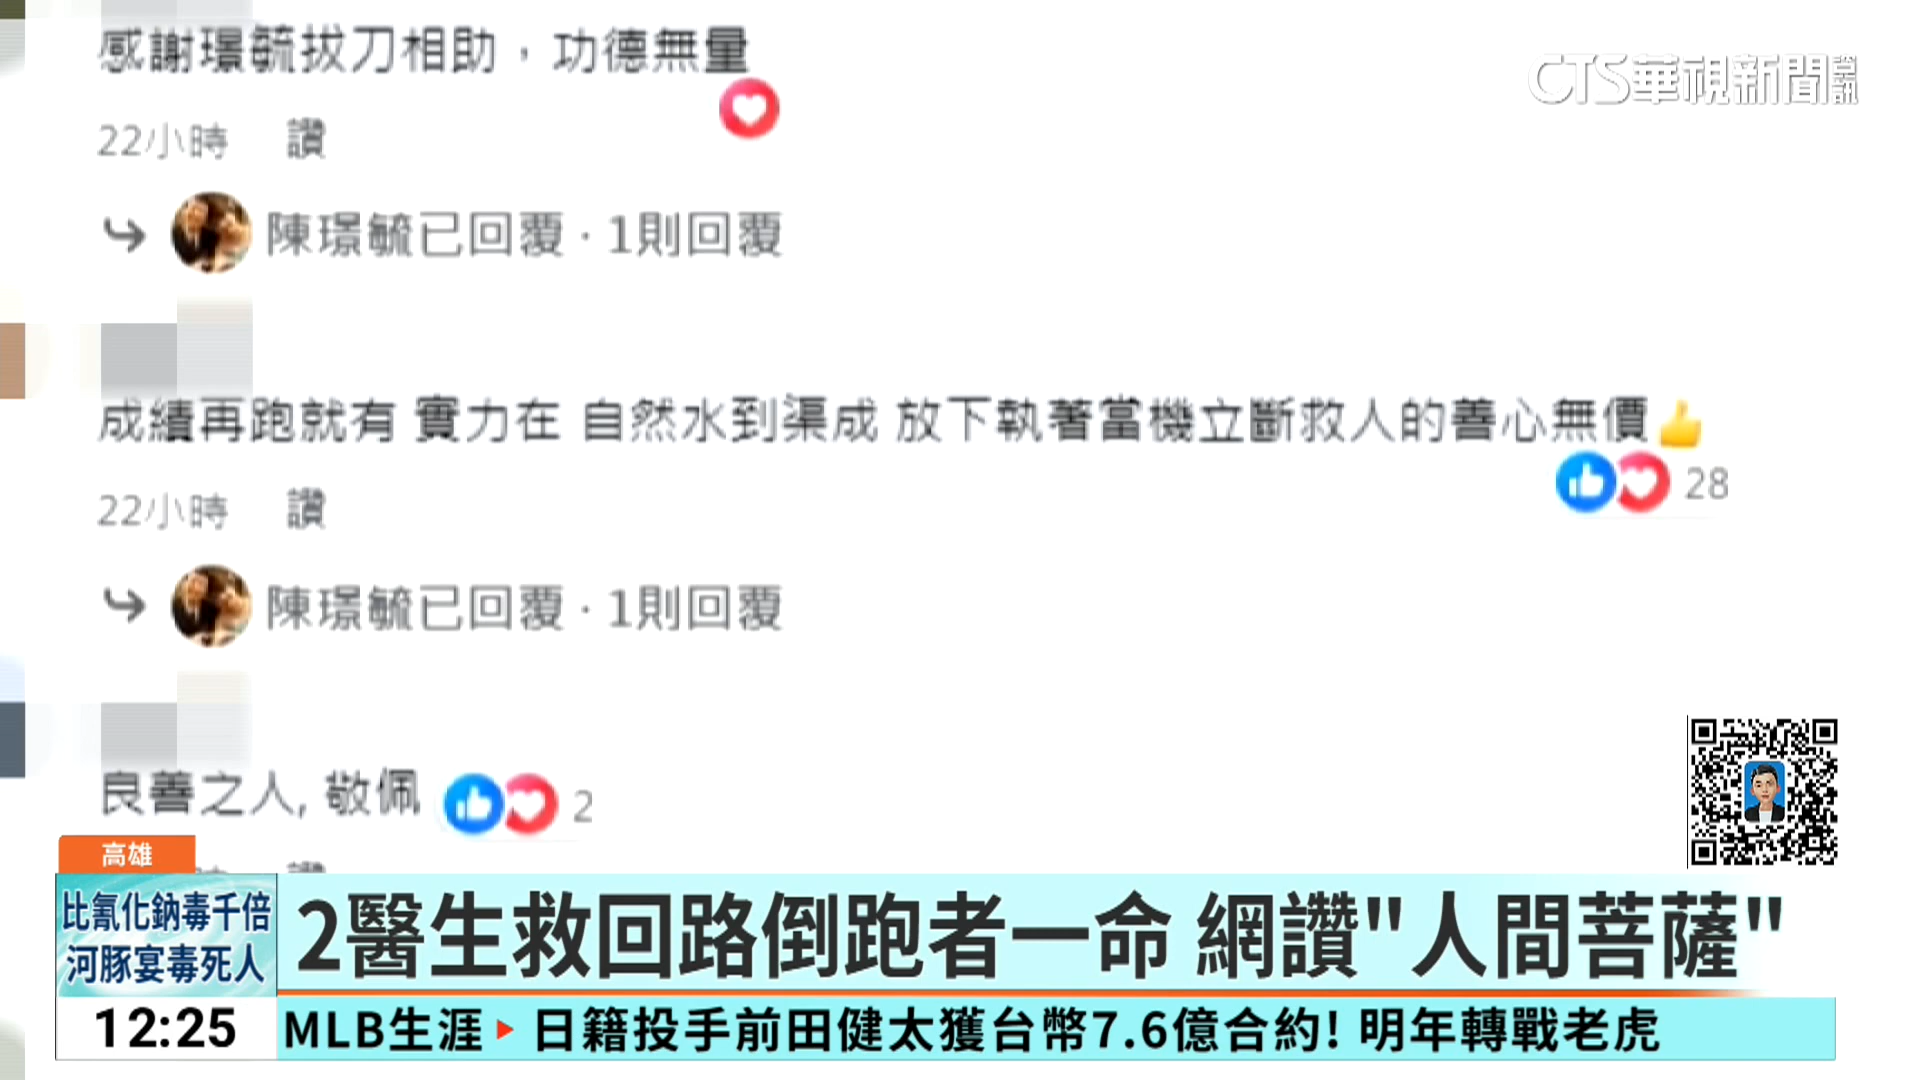 感謝璟毓拔刀相助，功德無量
CTS華視新聞資訊
22小時 讚
陳璟毓已回覆·1則回覆
成績再跑就有 實力在 自然水到渠成 放下執著當機立斷救人的善心無價👍
28
22小時 讚
陳璟毓已回覆·1則回覆
良善之人, 敬佩
2
高雄
比氰化鈉毒千倍
河豚宴毒死人
2醫生救回路倒跑者一命 網讚"人間菩薩"
12:25
MLB生涯▶日籍投手前田健太獲台幣7.6億合約! 明年轉戰老虎